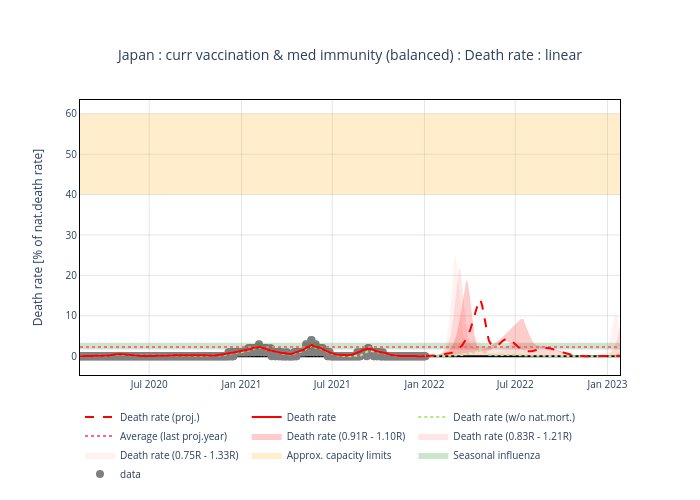 Japan : curr vaccination & med immunity (balanced) : Death rate : linear
Death rate [% of nat.death rate]
60
50
40
30
20
10
0
Jul 2020 Jan 2021 Jul 2021 Jan 2022 Jul 2022 Jan 2023
Death rate (proj.) Death rate Death rate (w/o nat.mort.)
Average (last proj.year) Death rate (0.91R - 1.10R) Death rate (0.83R - 1.21R)
Death rate (0.75R - 1.33R) Approx. capacity limits Seasonal influenza
data